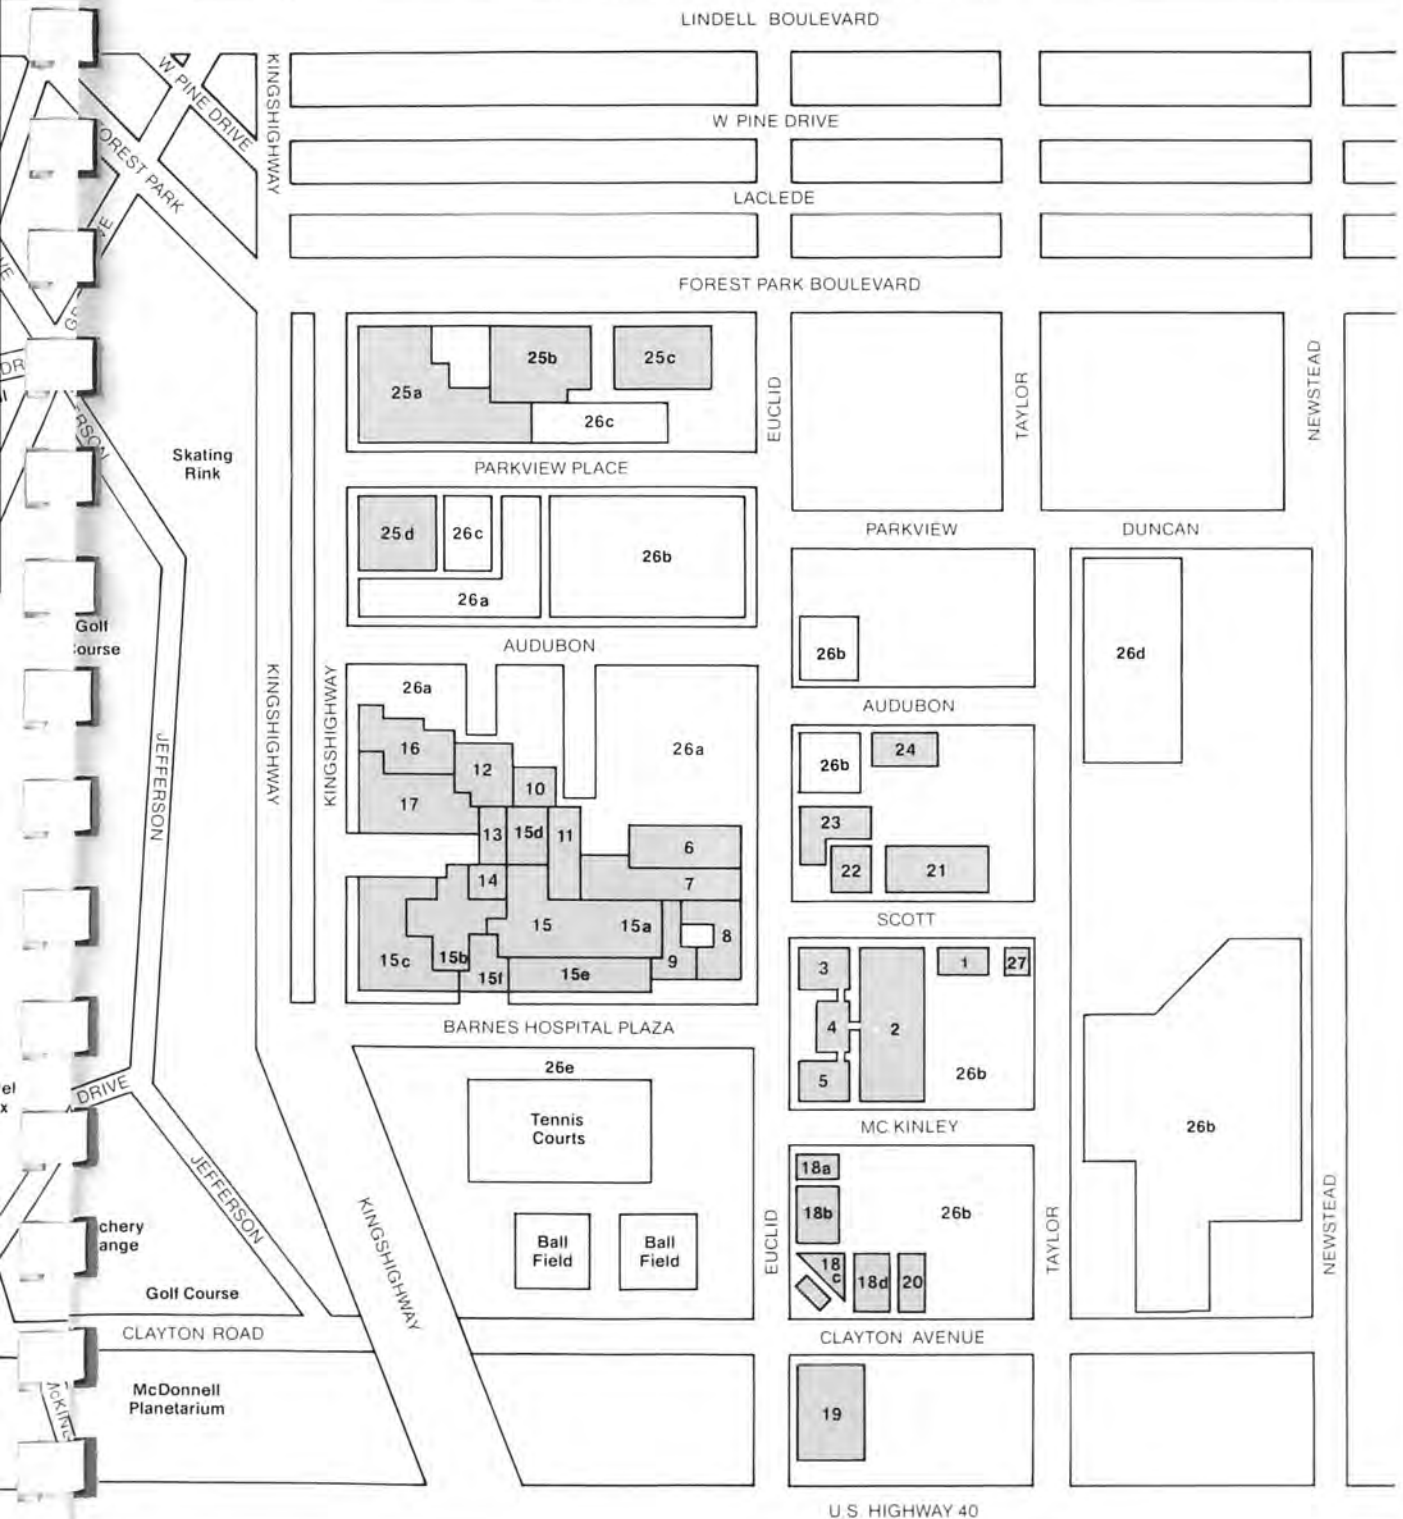 LINDELL BOULEVARD
W. PINE DRIVE
KINGSHIGHWAY
W PINE DRIVE
OREST PARK
LACLEDE
FOREST PARK BOULEVARD
25a
25b
25c
26c
EUCLID
TAYLOR
NEWSTEAD
DR
ERSON
Skating
Rink
PARKVIEW PLACE
25d
26c
26b
26a
PARKVIEW
DUNCAN
Golf
ourse
AUDUBON
26b
26d
KINGSHIGHWAY
KINGSHIGHWAY
JEFFERSON
26a
26a
16
12
10
17
13
15d
11
6
7
14
15
15a
8
15c
15b
15f
15e
9
AUDUBON
26b
24
23
22
21
SCOTT
3
1
27
4
2
5
26b
BARNES HOSPITAL PLAZA
26e
Tennis
Courts
MC KINLEY
DRIVE
el
x
JEFFERSON
KINGSHIGHWAY
Ball
Field
Ball
Field
EUCLID
18a
18b
18
c
18d
20
26b
TAYLOR
26b
NEWSTEAD
chery
ange
Golf Course
CLAYTON ROAD
CLAYTON AVENUE
McDonnell
Planetarium
McKINL
19
U.S. HIGHWAY 40